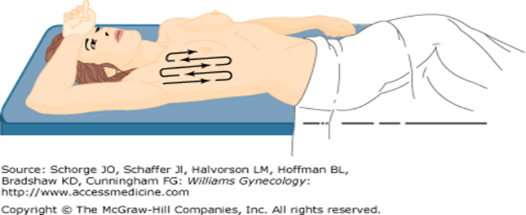 Source: Schorge JO, Schaffer JI, Halvorson LM, Hoffman BL,
Bradshaw KD, Cunningham FG: Williams Gynecology:
http://www.accessmedicine.com
Copyright © The McGraw-Hill Companies, Inc. All rights reserved.